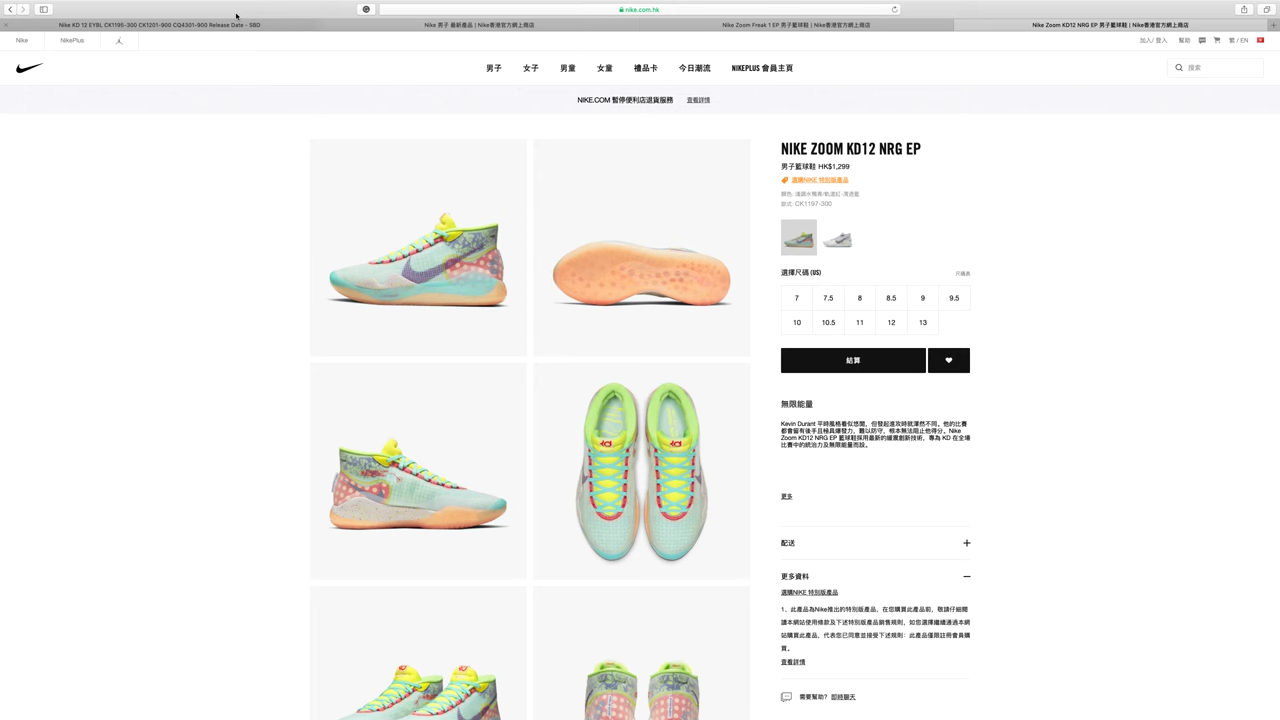 nike.com.hk
Nike KD 12 EYBL CK1195-300 CK1201-900 CQ4301-900 Release Date - SBD
Nike 男子 最新產品 | Nike香港官方網上商店
Nike Zoom Freak 1 EP 男子籃球鞋 | Nike香港官方網上商店
Nike Zoom KD12 NRG EP 男子籃球鞋 | Nike香港官方網上商店
Nike
NikePlus
加入/ 登入
幫助
繁 / EN
男子
女子
男童
女童
禮品卡
今日潮流
NIKEPLUS 會員主頁
搜索
NIKE.COM 暫停便利店退貨服務
查看詳情
NIKE ZOOM KD12 NRG EP
男子籃球鞋 HK$1,299
選購NIKE 特別版產品
款式: CK1197-300
選擇尺碼 (US)
尺碼表
7 7.5 8 8.5 9 9.5
10 10.5 11 12 13
結算
無限能量
Kevin Durant 平時風格看似悠閒，但發起進攻時就渾然不同。他的比賽
都會留有後手且極具爆發力，難以防守，根本無法阻止他得分。Nike
Zoom KD12 NRG EP 籃球鞋採用最新的緩震創新技術，專為 KD 在全場
比賽中的統治力及無限能量而設。
更多
配送
更多資料
選購NIKE 特別版產品
1、此產品為Nike推出的特別版產品，在您購買此產品前，敬請仔細閱
讀本網站使用條款及下述特別版產品銷售規則，如您選擇繼續通過本網
站購買此產品，代表您已同意並接受下述規則：此產品僅限註冊會員購
買。
查看詳情
需要幫助? 即時聊天